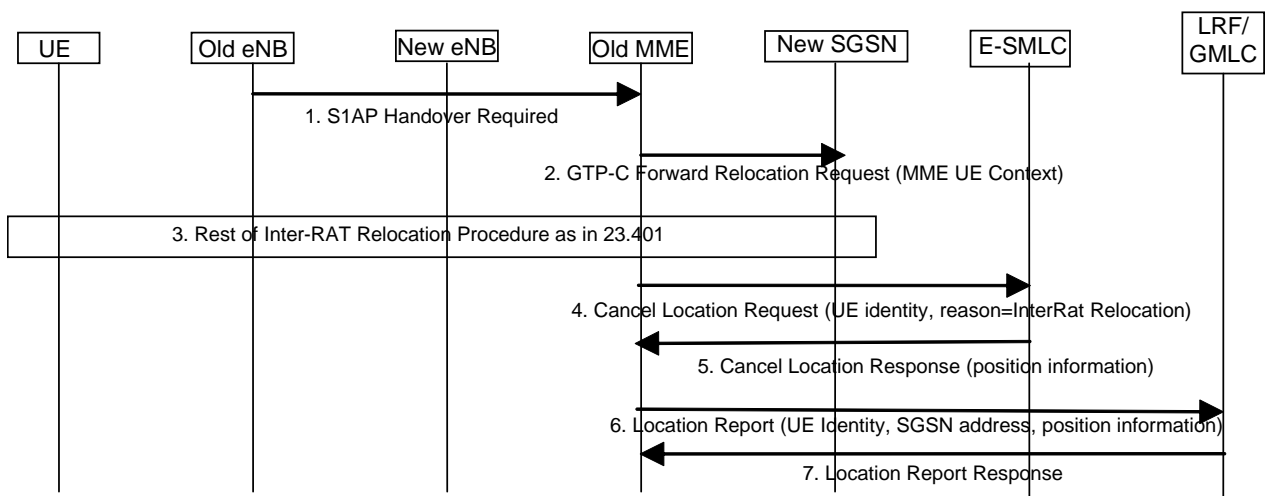 UE
Old eNB
New eNB
Old MME
New SGSN
E-SMLC
LRF/
GMLC
1. S1AP Handover Required
2. GTP-C Forward Relocation Request (MME UE Context)
3. Rest of Inter-RAT Relocation Procedure as in 23.401
4. Cancel Location Request (UE identity, reason=InterRat Relocation)
5. Cancel Location Response (position information)
6. Location Report (UE Identity, SGSN address, position information)
7. Location Report Response